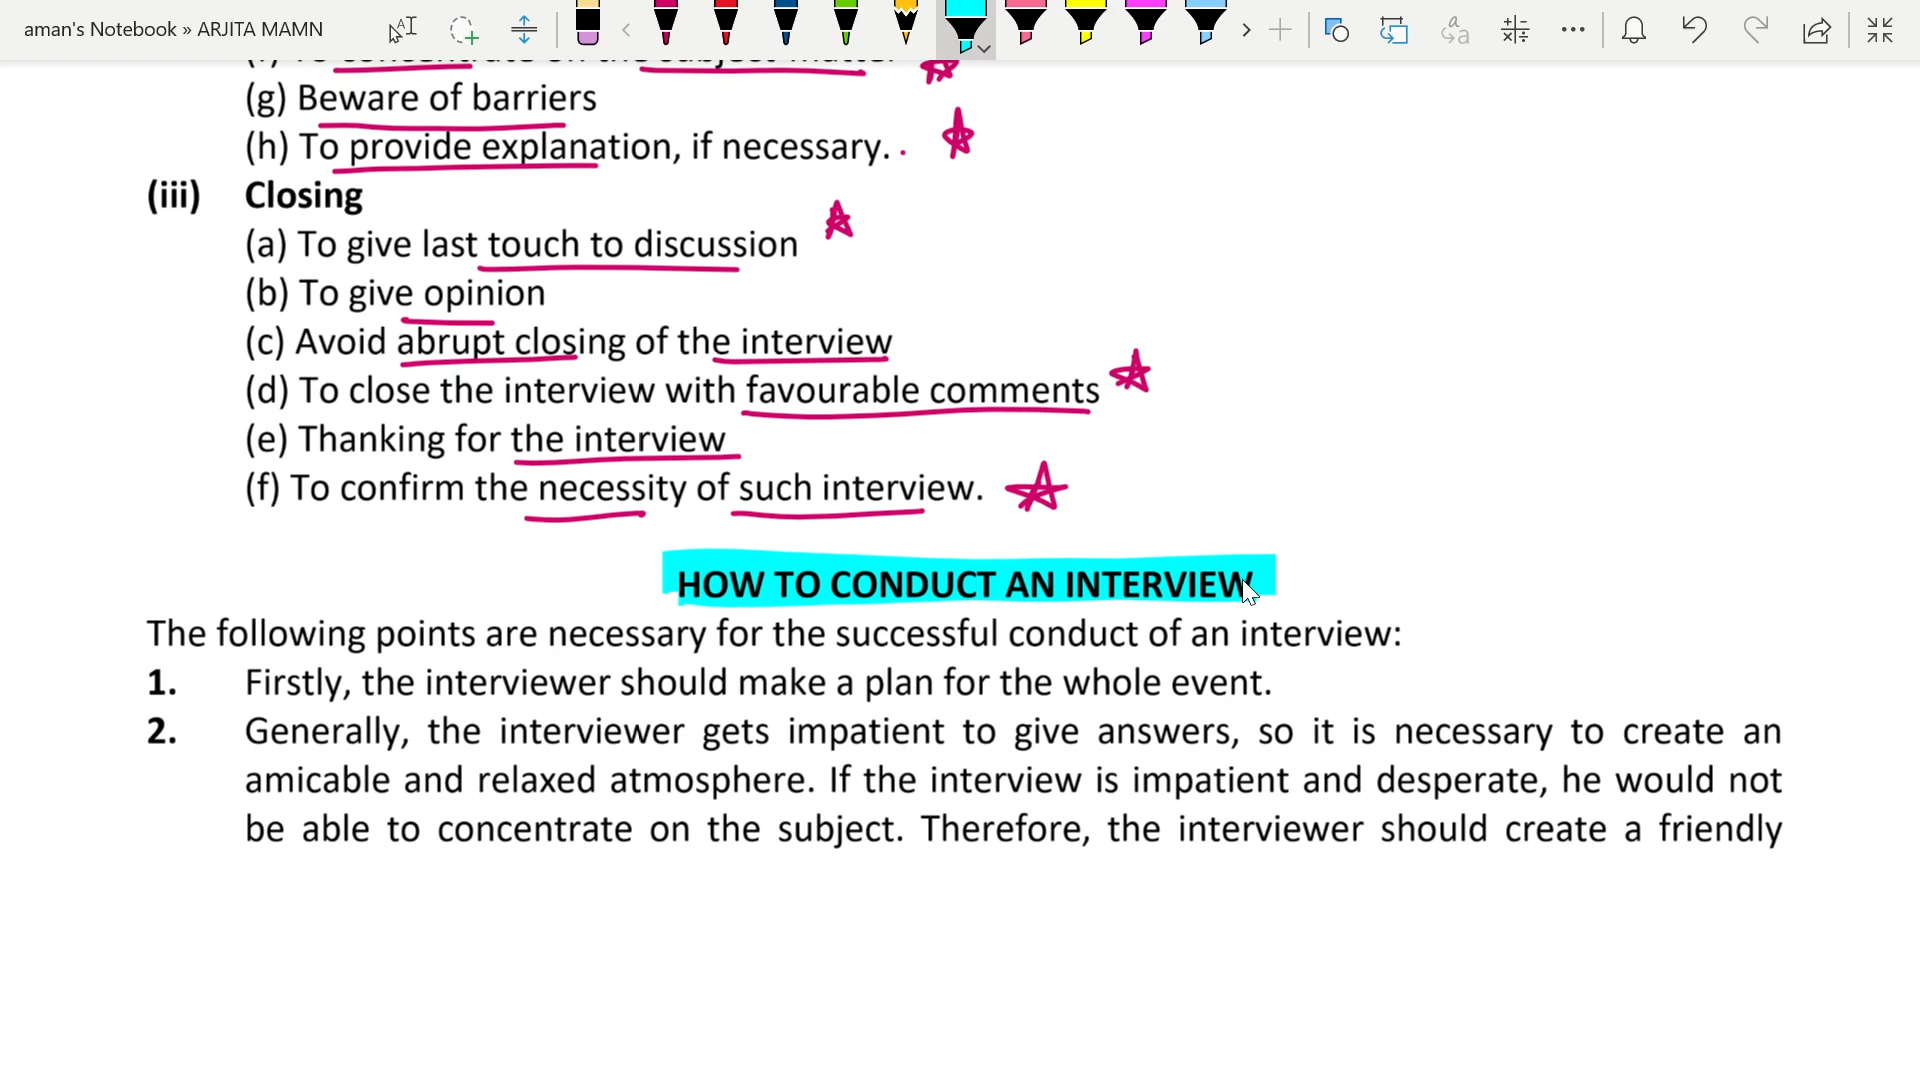 aman's Notebook » ARJITA MAMN
(g) Beware of barriers
(h) To provide explanation, if necessary.
(iii) Closing
(a) To give last touch to discussion
(b) To give opinion
(c) Avoid abrupt closing of the interview
(d) To close the interview with favourable comments
(e) Thanking for the interview
(f) To confirm the necessity of such interview.
HOW TO CONDUCT AN INTERVIEW
The following points are necessary for the successful conduct of an interview:
1. Firstly, the interviewer should make a plan for the whole event.
2. Generally, the interviewer gets impatient to give answers, so it is necessary to create an
amicable and relaxed atmosphere. If the interview is impatient and desperate, he would not
be able to concentrate on the subject. Therefore, the interviewer should create a friendly